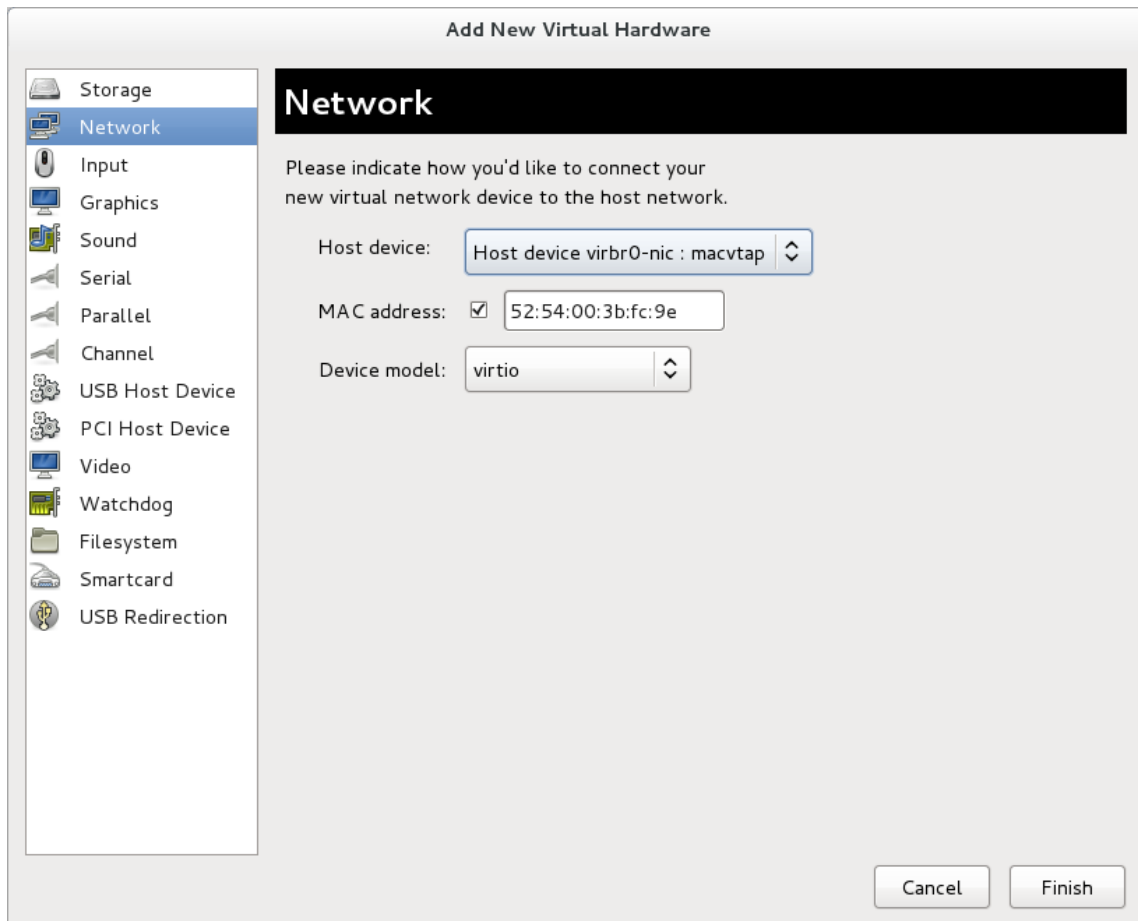 Add New Virtual Hardware
Storage
Network
Input
Graphics
Sound
Serial
Parallel
Channel
USB Host Device
PCI Host Device
Video
Watchdog
Filesystem
Smartcard
USB Redirection
Network
Please indicate how you'd like to connect your
new virtual network device to the host network.
Host device: Host device virbr0-nic : macvtap
MAC address: 52:54:00:3b:fc:9e
Device model: virtio
Cancel Finish